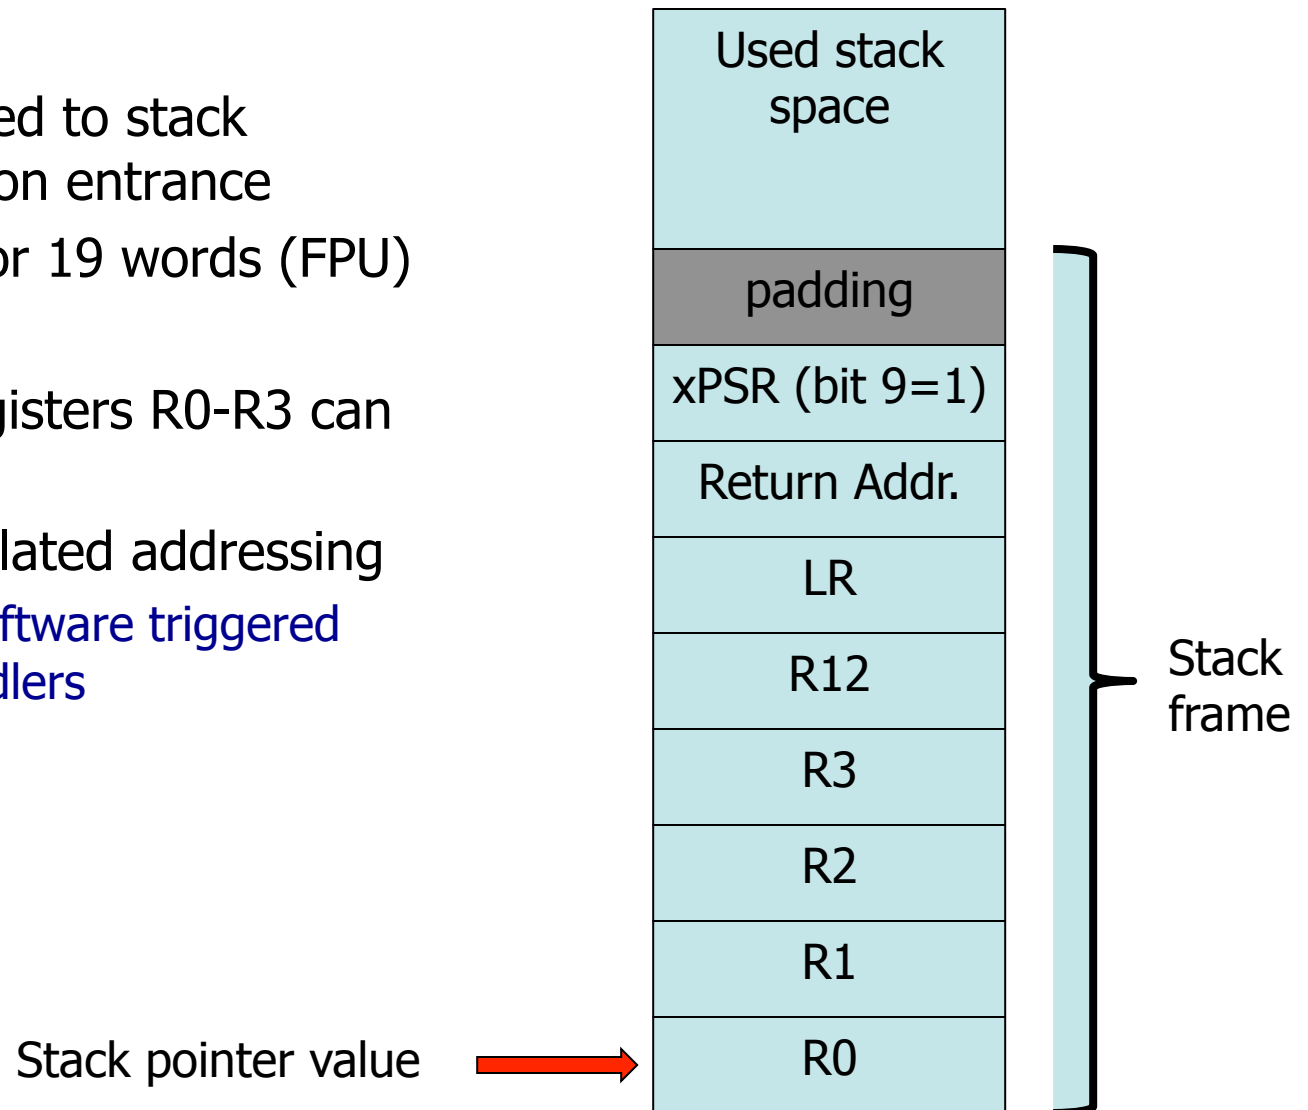 ed to stack
on entrance
or 19 words (FPU)
gisters R0-R3 can
lated addressing
ftware triggered
dlers
Used stack
space
padding
xPSR (bit 9=1)
Return Addr.
LR
R12
R3
R2
R1
R0
Stack
frame
Stack pointer value